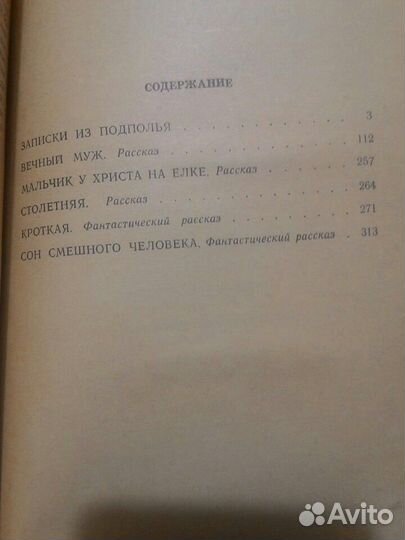 СОДЕРЖАНИЕ
ЗАПИСКИ ИЗ ПОДПОЛЬЯ . . . . . . . . . . 3
ВЕЧНЫЙ МУЖ. Рассказ . . . . . . . . . . 112
МАЛЬЧИК У ХРИСТА НА ЕЛКЕ. Рассказ . . . . 257
СТОЛЕТНЯЯ. Рассказ . . . . . . . . . . 264
КРОТКАЯ. Фантастический рассказ . . . . . . 271
СОН СМЕШНОГО ЧЕЛОВЕКА. Фантастический рассказ . 313
Avito